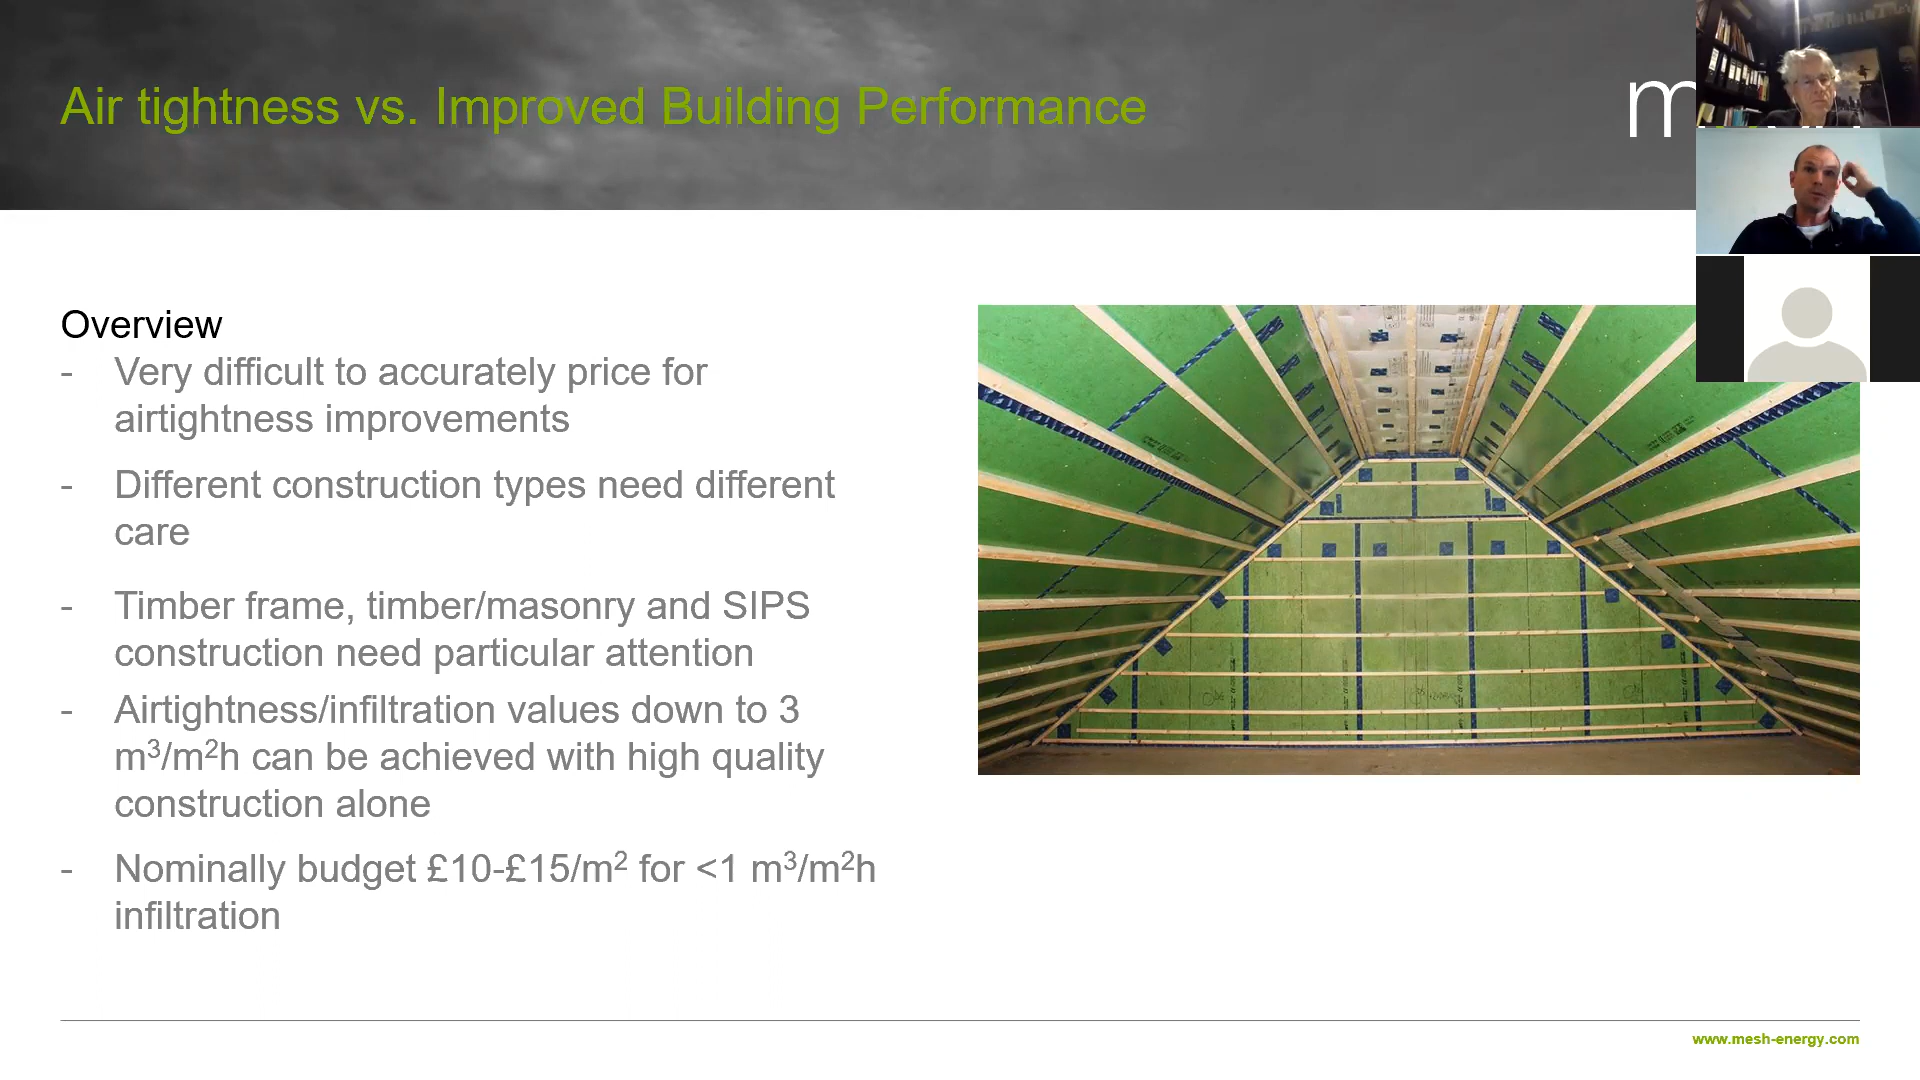 Air tightness vs. Improved Building Performance
m
Overview
- Very difficult to accurately price for
airtightness improvements
- Different construction types need different
care
- Timber frame, timber/masonry and SIPS
construction need particular attention
- Airtightness/infiltration values down to 3
m³/m²h can be achieved with high quality
construction alone
- Nominally budget £10-£15/m² for <1 m³/m²h
infiltration
www.mesh-energy.com